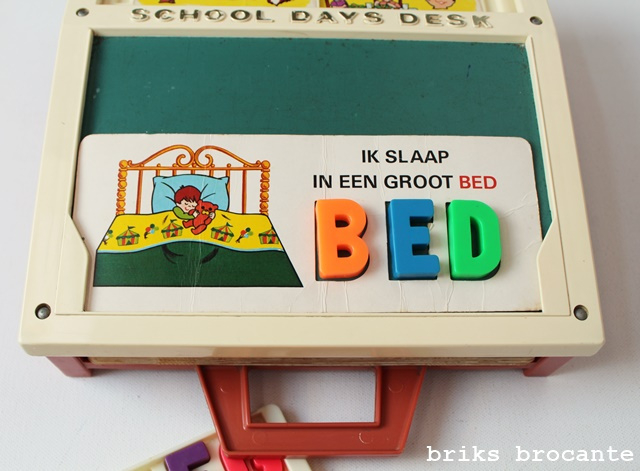 SCHOOL DAYS DESK
IK SLAAP
IN EEN GROOT BED
BED
briks brocante